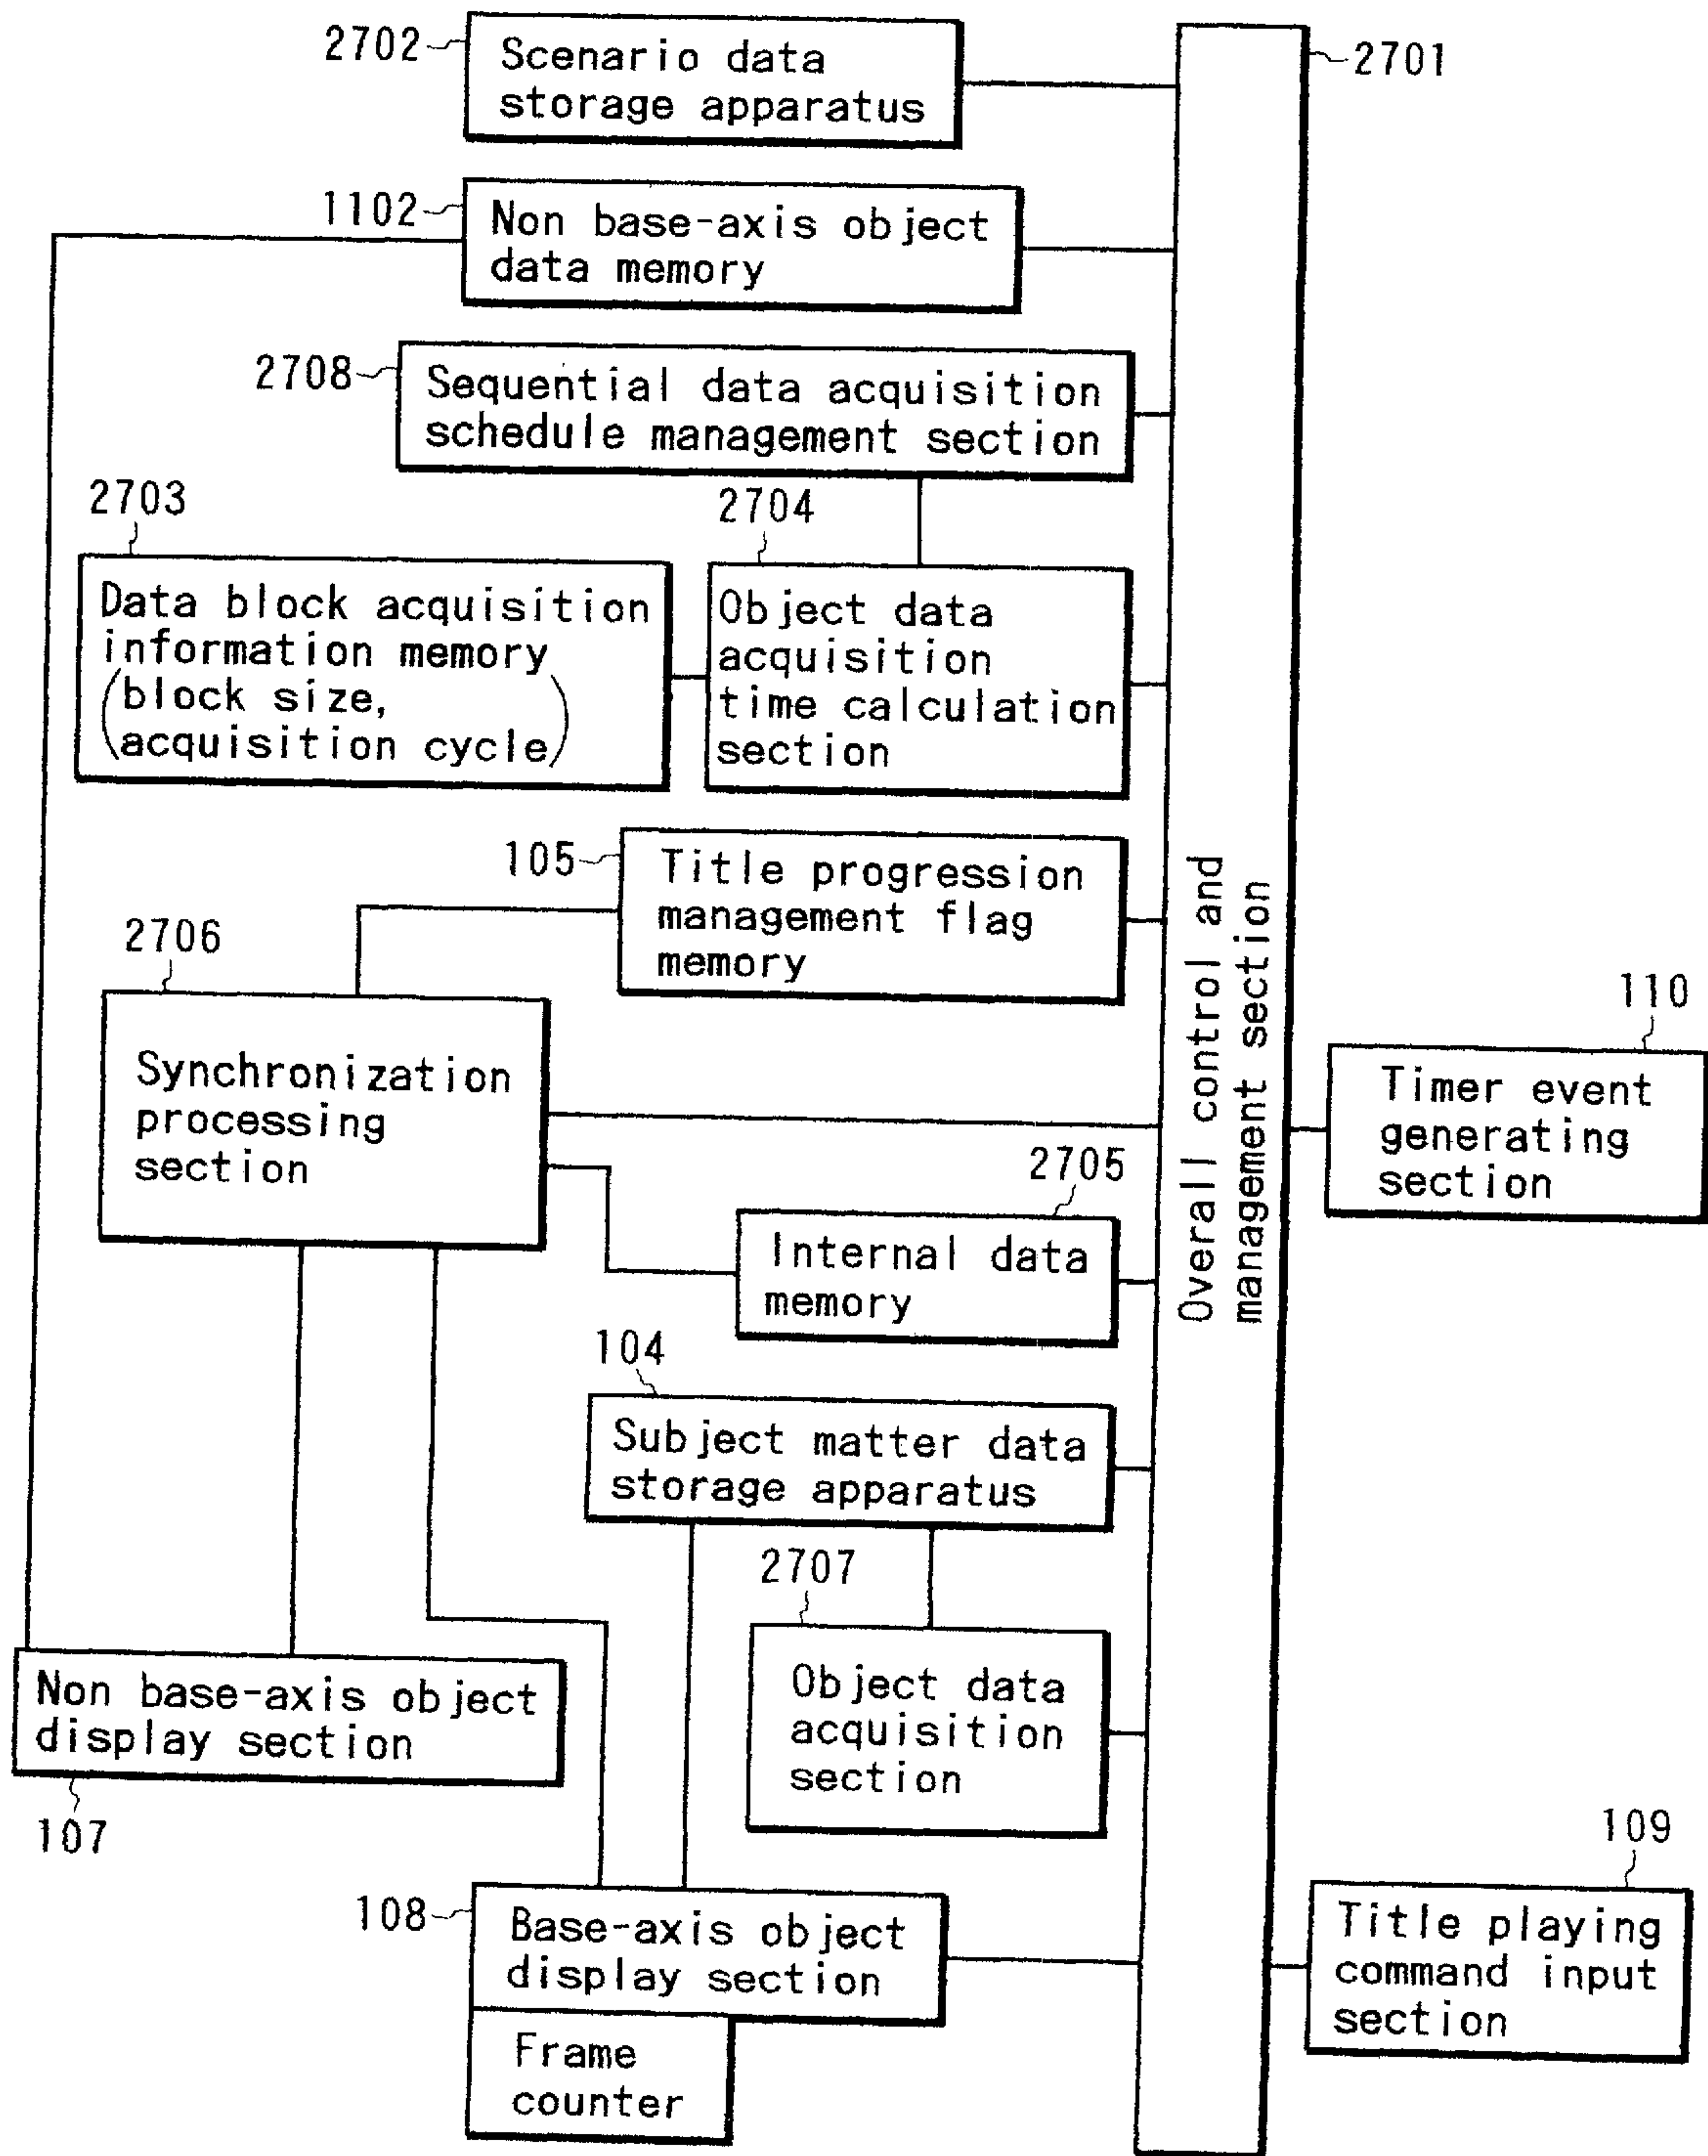 2702
Scenario data
storage apparatus
2701
1102
Non base-axis object
data memory
2708
Sequential data acquisition
schedule management section
2703
Data block acquisition
information memory
(block size,
acquisition cycle)
2704
Object data
acquisition
time calculation
section
105
Title progression
management flag
memory
2706
Synchronization
processing
section
Overall control and
management section
110
Timer event
generating
section
2705
Internal data
memory
104
Subject matter data
storage apparatus
2707
Object data
acquisition
section
Non base-axis object
display section
107
108
Base-axis object
display section
Frame
counter
109
Title playing
command input
section